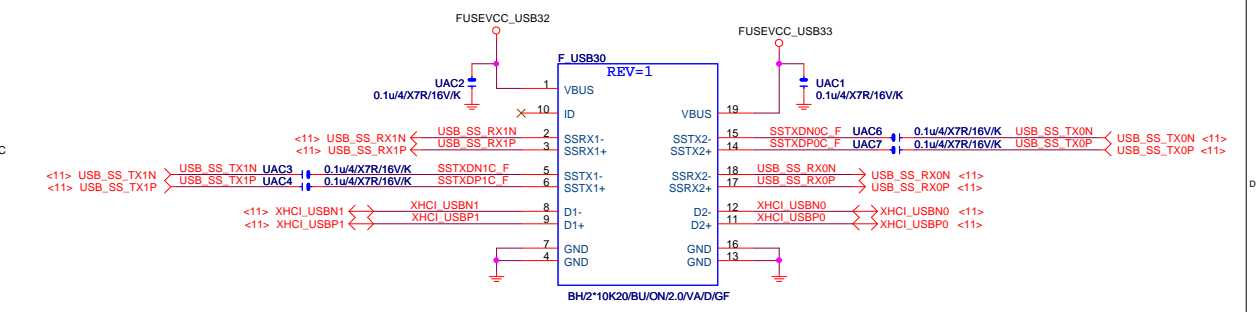 FUSEVCC_USB32
FUSEVCC_USB33
F_USB30
REV=1
UAC2
0.1u/4/X7R/16V/K
UAC1
0.1u/4/X7R/16V/K
1 VBUS
10 ID
VBUS 19
<11> USB_SS_RX1N USB_SS_RX1N 2 SSRX1-
<11> USB_SS_RX1P USB_SS_RX1P 3 SSRX1+
SSTX2- 15 SSTXDN0C_F UAC6 0.1u/4/X7R/16V/K USB_SS_TX0N USB_SS_TX0N <11>
SSTX2+ 14 SSTXDP0C_F UAC7 0.1u/4/X7R/16V/K USB_SS_TX0P USB_SS_TX0P <11>
<11> USB_SS_TX1N USB_SS_TX1N UAC3 0.1u/4/X7R/16V/K SSTXDN1C_F 5 SSTX1-
<11> USB_SS_TX1P USB_SS_TX1P UAC4 0.1u/4/X7R/16V/K SSTXDP1C_F 6 SSTX1+
SSRX2- 18 USB_SS_RX0N USB_SS_RX0N <11>
SSRX2+ 17 USB_SS_RX0P USB_SS_RX0P <11>
<11> XHCI_USBN1 XHCI_USBN1 8 D1-
<11> XHCI_USBP1 XHCI_USBP1 9 D1+
D2- 12 XHCI_USBN0 XHCI_USBN0 <11>
D2+ 11 XHCI_USBP0 XHCI_USBP0 <11>
7 GND
4 GND
GND 16
GND 13
BH/2*10K20/BU/ON/2.0/VA/D/GF
C
D